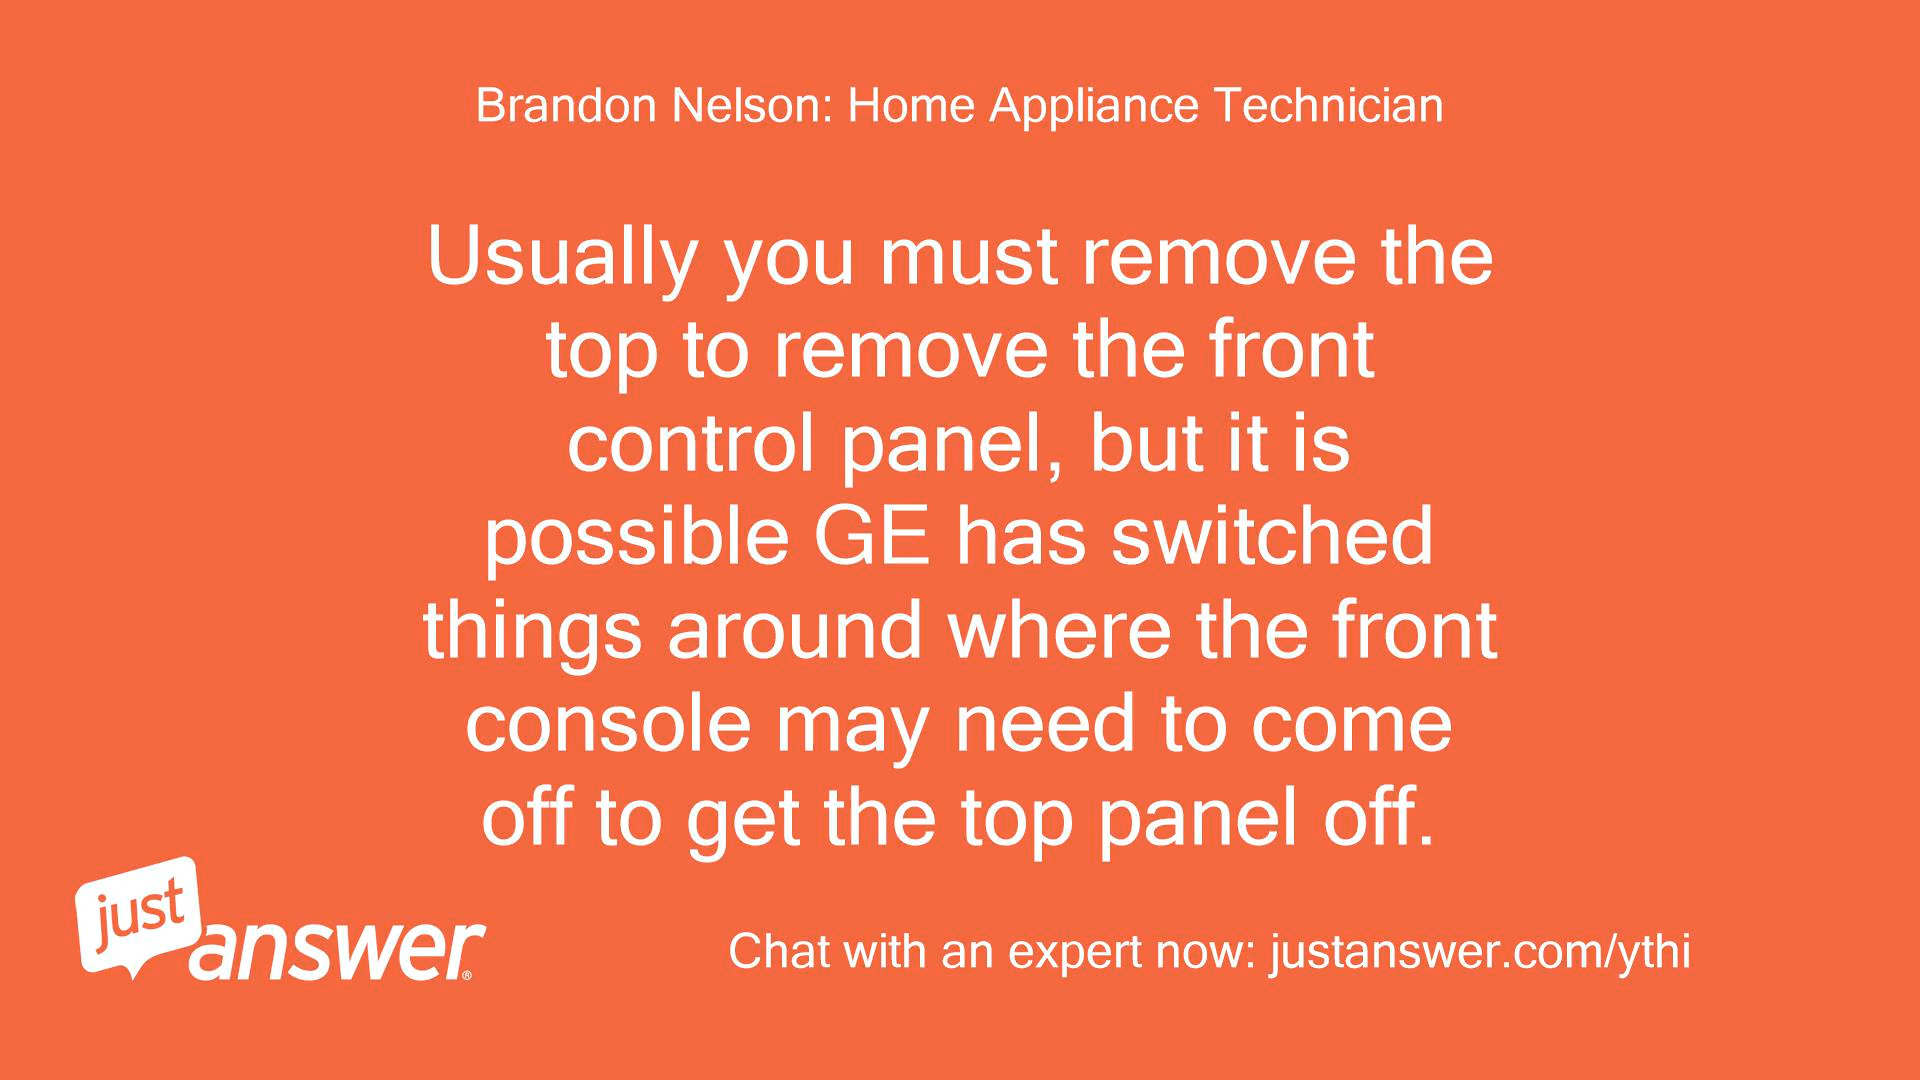 Brandon Nelson: Home Appliance Technician
Usually you must remove the
top to remove the front
control panel, but it is
possible GE has switched
things around where the front
console may need to come
off to get the top panel off.
just
answer®
Chat with an expert now: justanswer.com/ythi